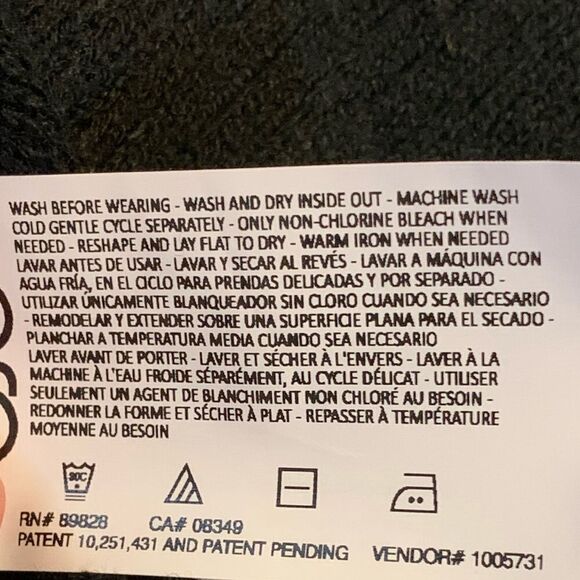 WASH BEFORE WEARING - WASH AND DRY INSIDE OUT - MACHINE WASH
COLD GENTLE CYCLE SEPARATELY - ONLY NON-CHLORINE BLEACH WHEN
NEEDED - RESHAPE AND LAY FLAT TO DRY - WARM IRON WHEN NEEDED
LAVAR ANTES DE USAR - LAVAR Y SECAR AL REVÉS - LAVAR A MÁQUINA CON
AGUA FRÍA, EN EL CICLO PARA PRENDAS DELICADAS Y POR SEPARADO -
UTILIZAR ÚNICAMENTE BLANQUEADOR SIN CLORO CUANDO SEA NECESARIO
- REMODELAR Y EXTENDER SOBRE UNA SUPERFICIE PLANA PARA EL SECADO -
PLANCHAR A TEMPERATURA MEDIA CUANDO SEA NECESARIO
LAVER AVANT DE PORTER - LAVER ET SÉCHER À L'ENVERS - LAVER À LA
MACHINE À L'EAU FROIDE SÉPARÉMENT, AU CYCLE DÉLICAT - UTILISER
SEULEMENT UN AGENT DE BLANCHIMENT NON CHLORÉ AU BESOIN -
REDONNER LA FORME ET SÉCHER À PLAT - REPASSER À TEMPÉRATURE
MOYENNE AU BESOIN
30C
RN# 89828 CA# 08349
PATENT 10,251,431 AND PATENT PENDING VENDOR# 1005731